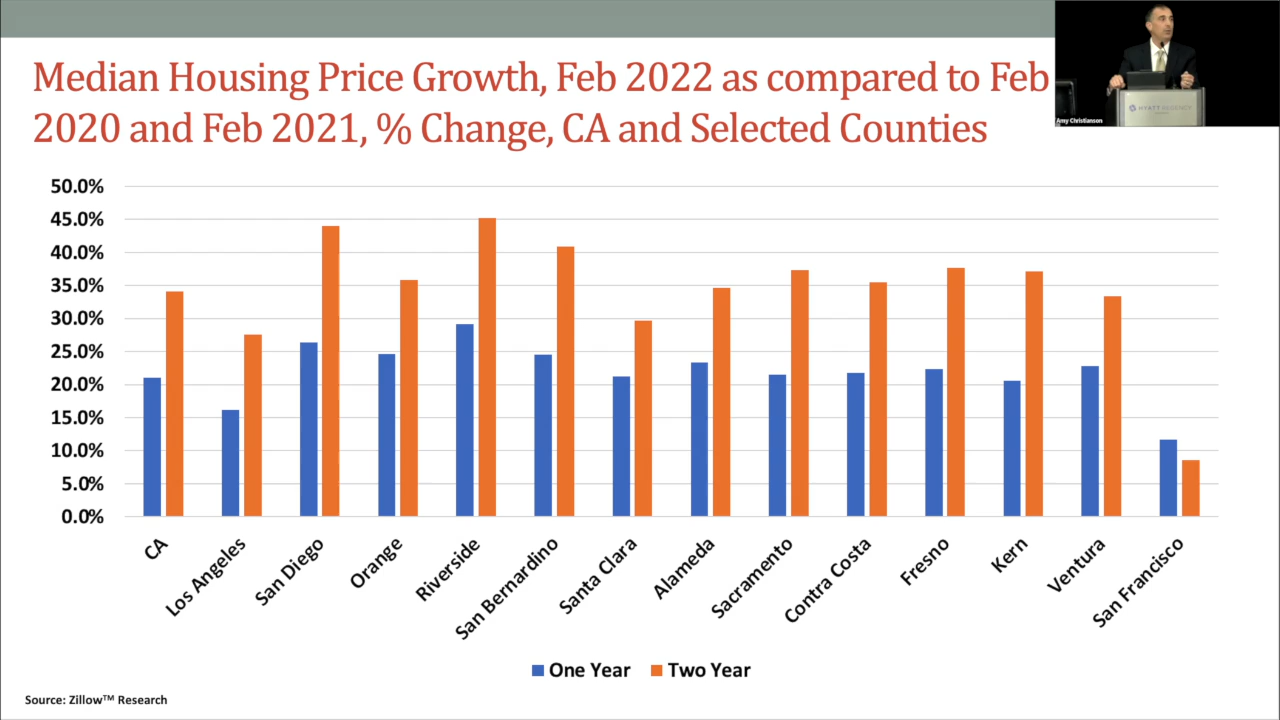 Median Housing Price Growth, Feb 2022 as compared to Feb
2020 and Feb 2021, % Change, CA and Selected Counties
HYATT REGENCY
Amy Christianson
50.0%
45.0%
40.0%
35.0%
30.0%
25.0%
20.0%
15.0%
10.0%
5.0%
0.0%
CA
Los Angeles
San Diego
Orange
Riverside
San Bernardino
Santa Clara
Alameda
Sacramento
Contra Costa
Fresno
Kern
Ventura
San Francisco
One Year
Two Year
Source: Zillow™ Research